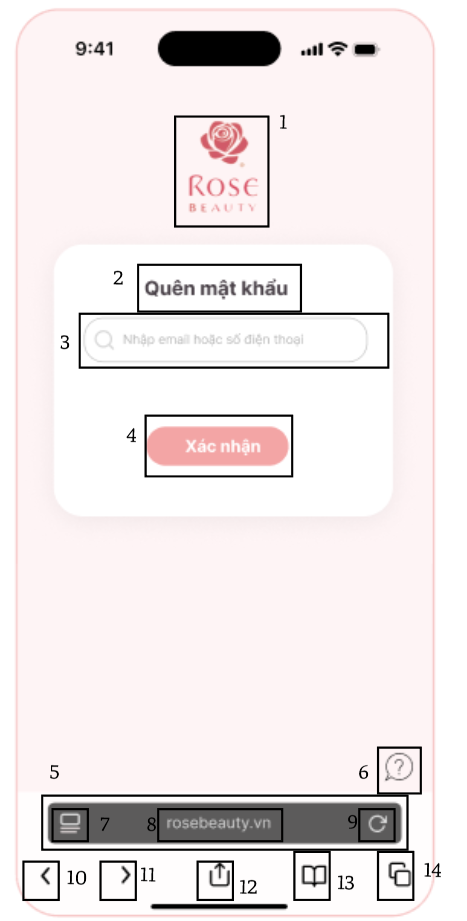 9:41
1
ROSE
BEAUTY
2
Quên mật khẩu
3
Nhập email hoặc số điện thoại
4
Xác nhận
5
6
?
7
8
rosebeauty.vn
9
10
11
12
13
14